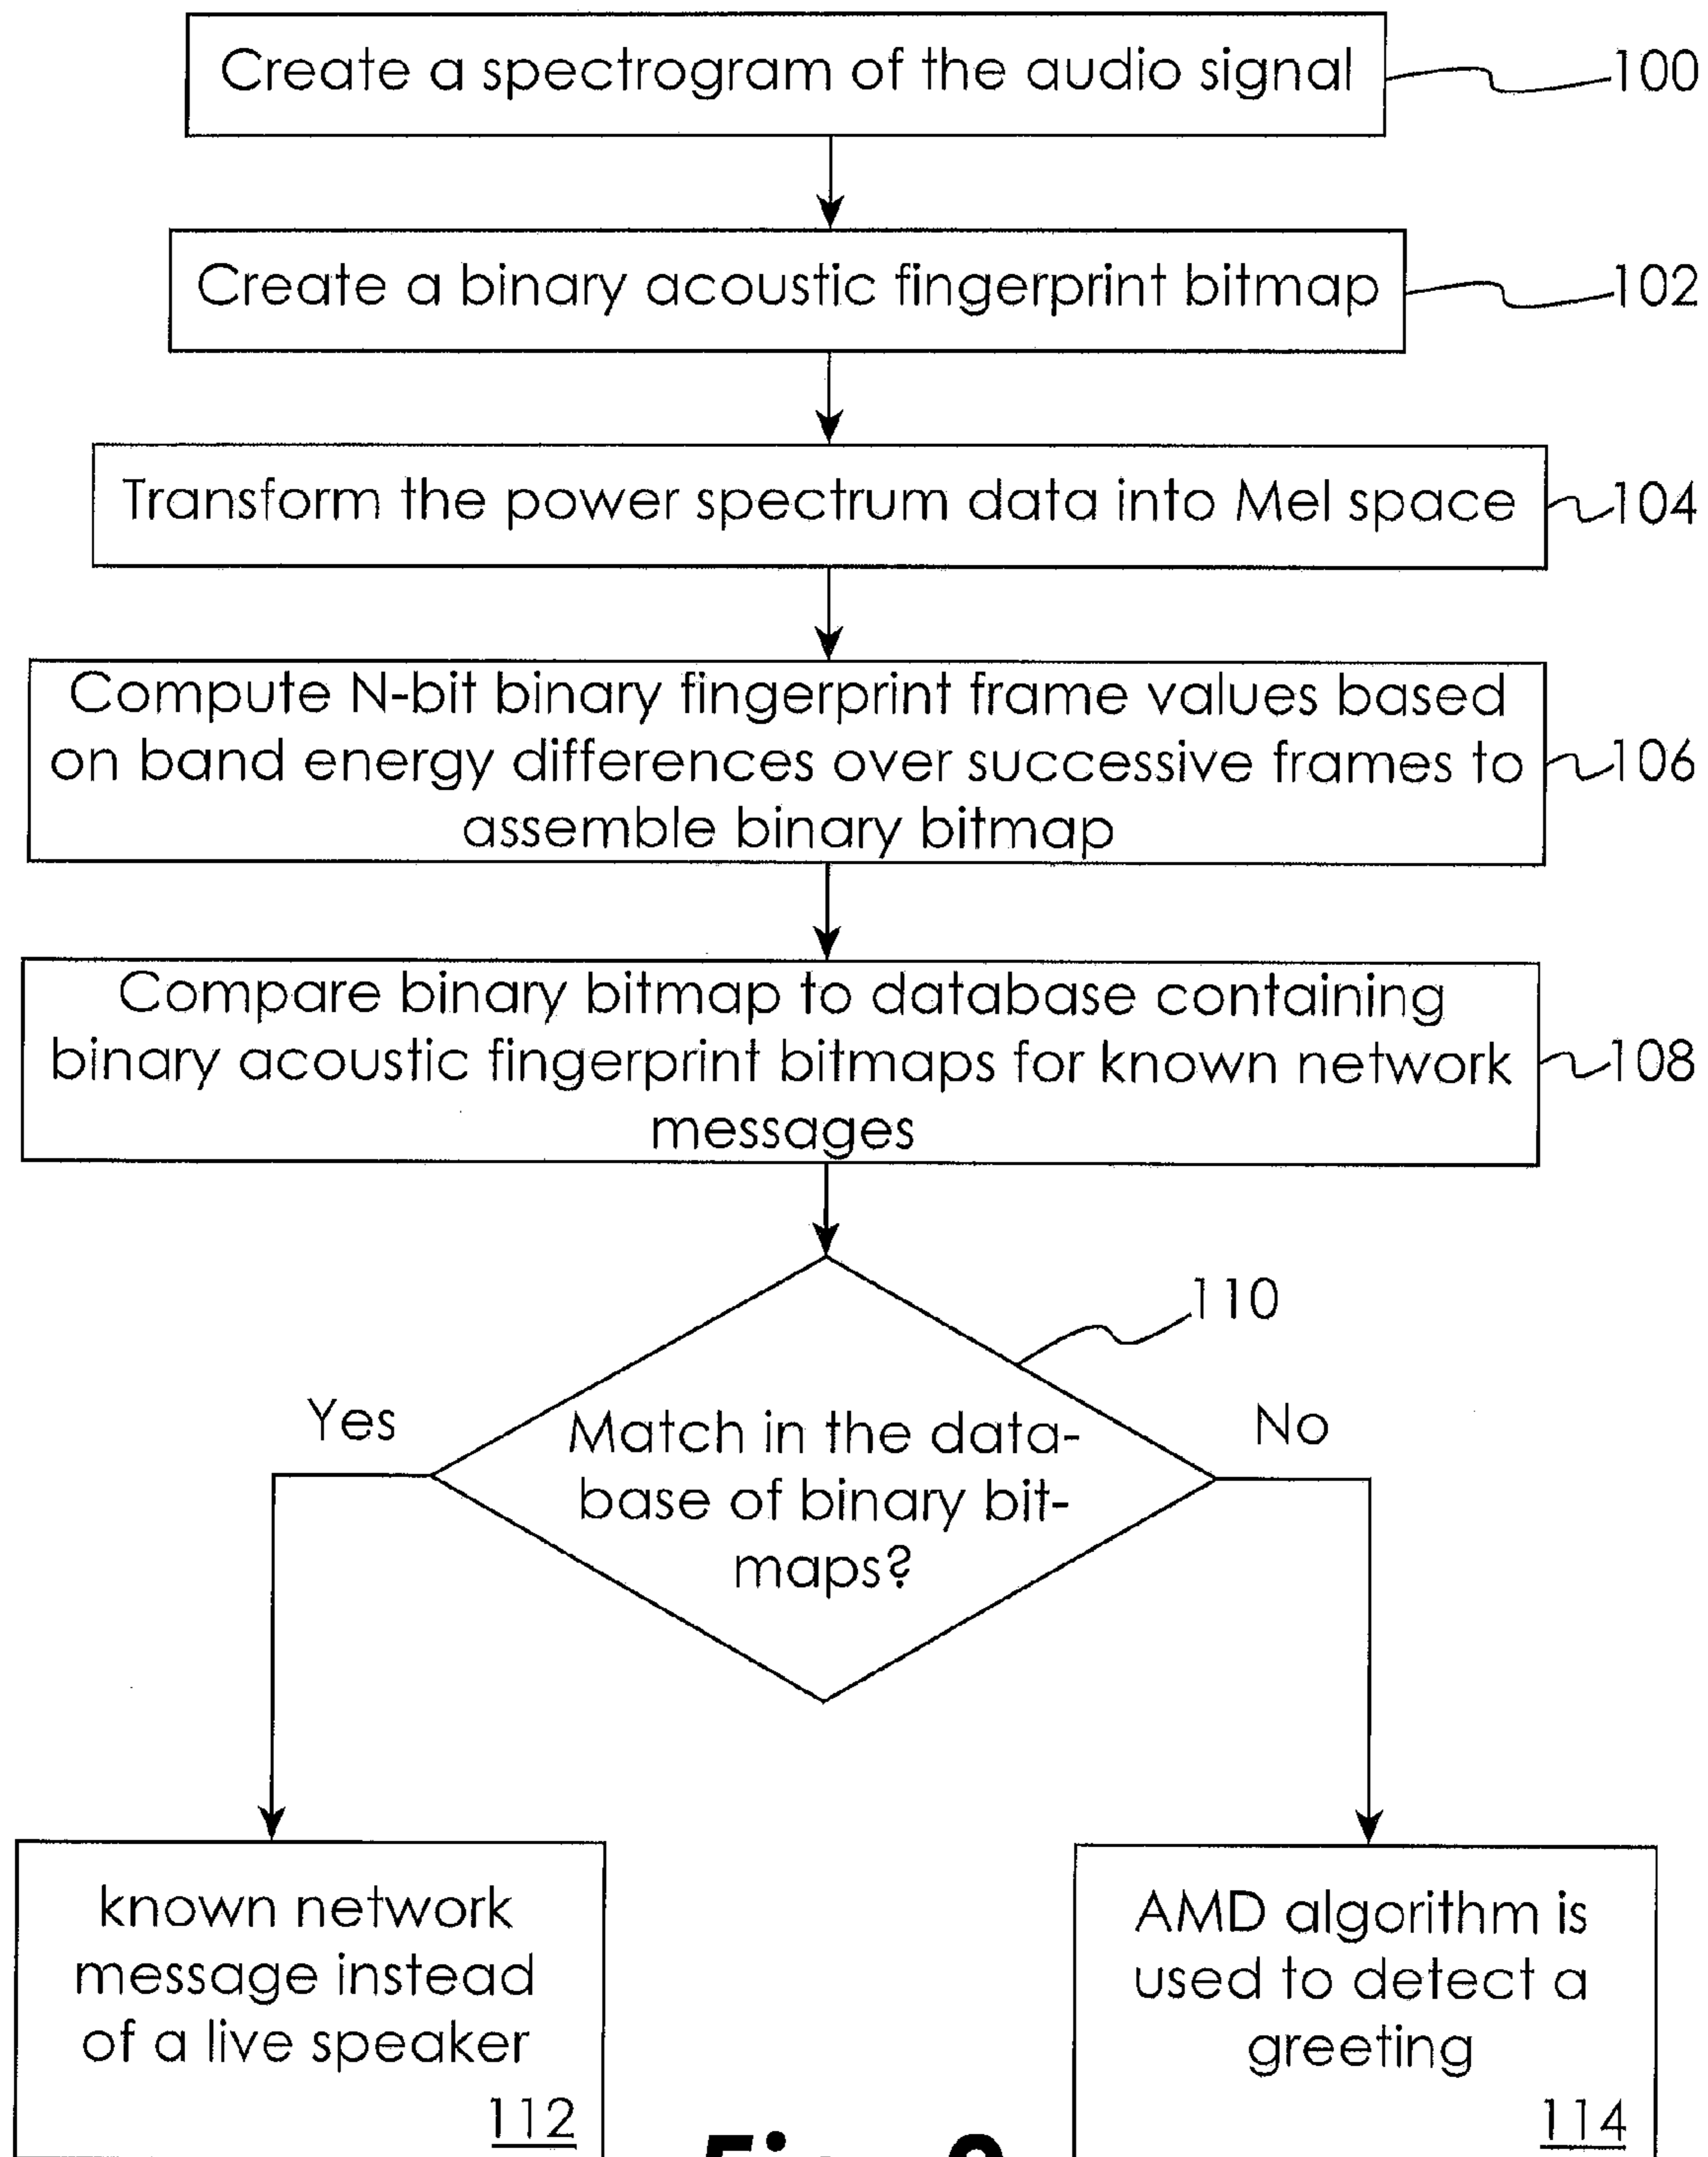 Create a spectrogram of the audio signal
100
Create a binary acoustic fingerprint bitmap
102
Transform the power spectrum data into Mel space
104
Compute N-bit binary fingerprint frame values based
on band energy differences over successive frames to
assemble binary bitmap
106
Compare binary bitmap to database containing
binary acoustic fingerprint bitmaps for known network
messages
108
110
Yes
No
Match in the data-
base of binary bit-
maps?
known network
message instead
of a live speaker
112
AMD algorithm is
used to detect a
greeting
114